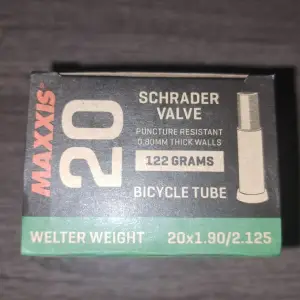 MAXXIS
20
SCHRADER
VALVE
PUNCTURE RESISTANT
0.80MM THICK WALLS
122 GRAMS
BICYCLE TUBE
WELTER WEIGHT
20x1.90/2.125